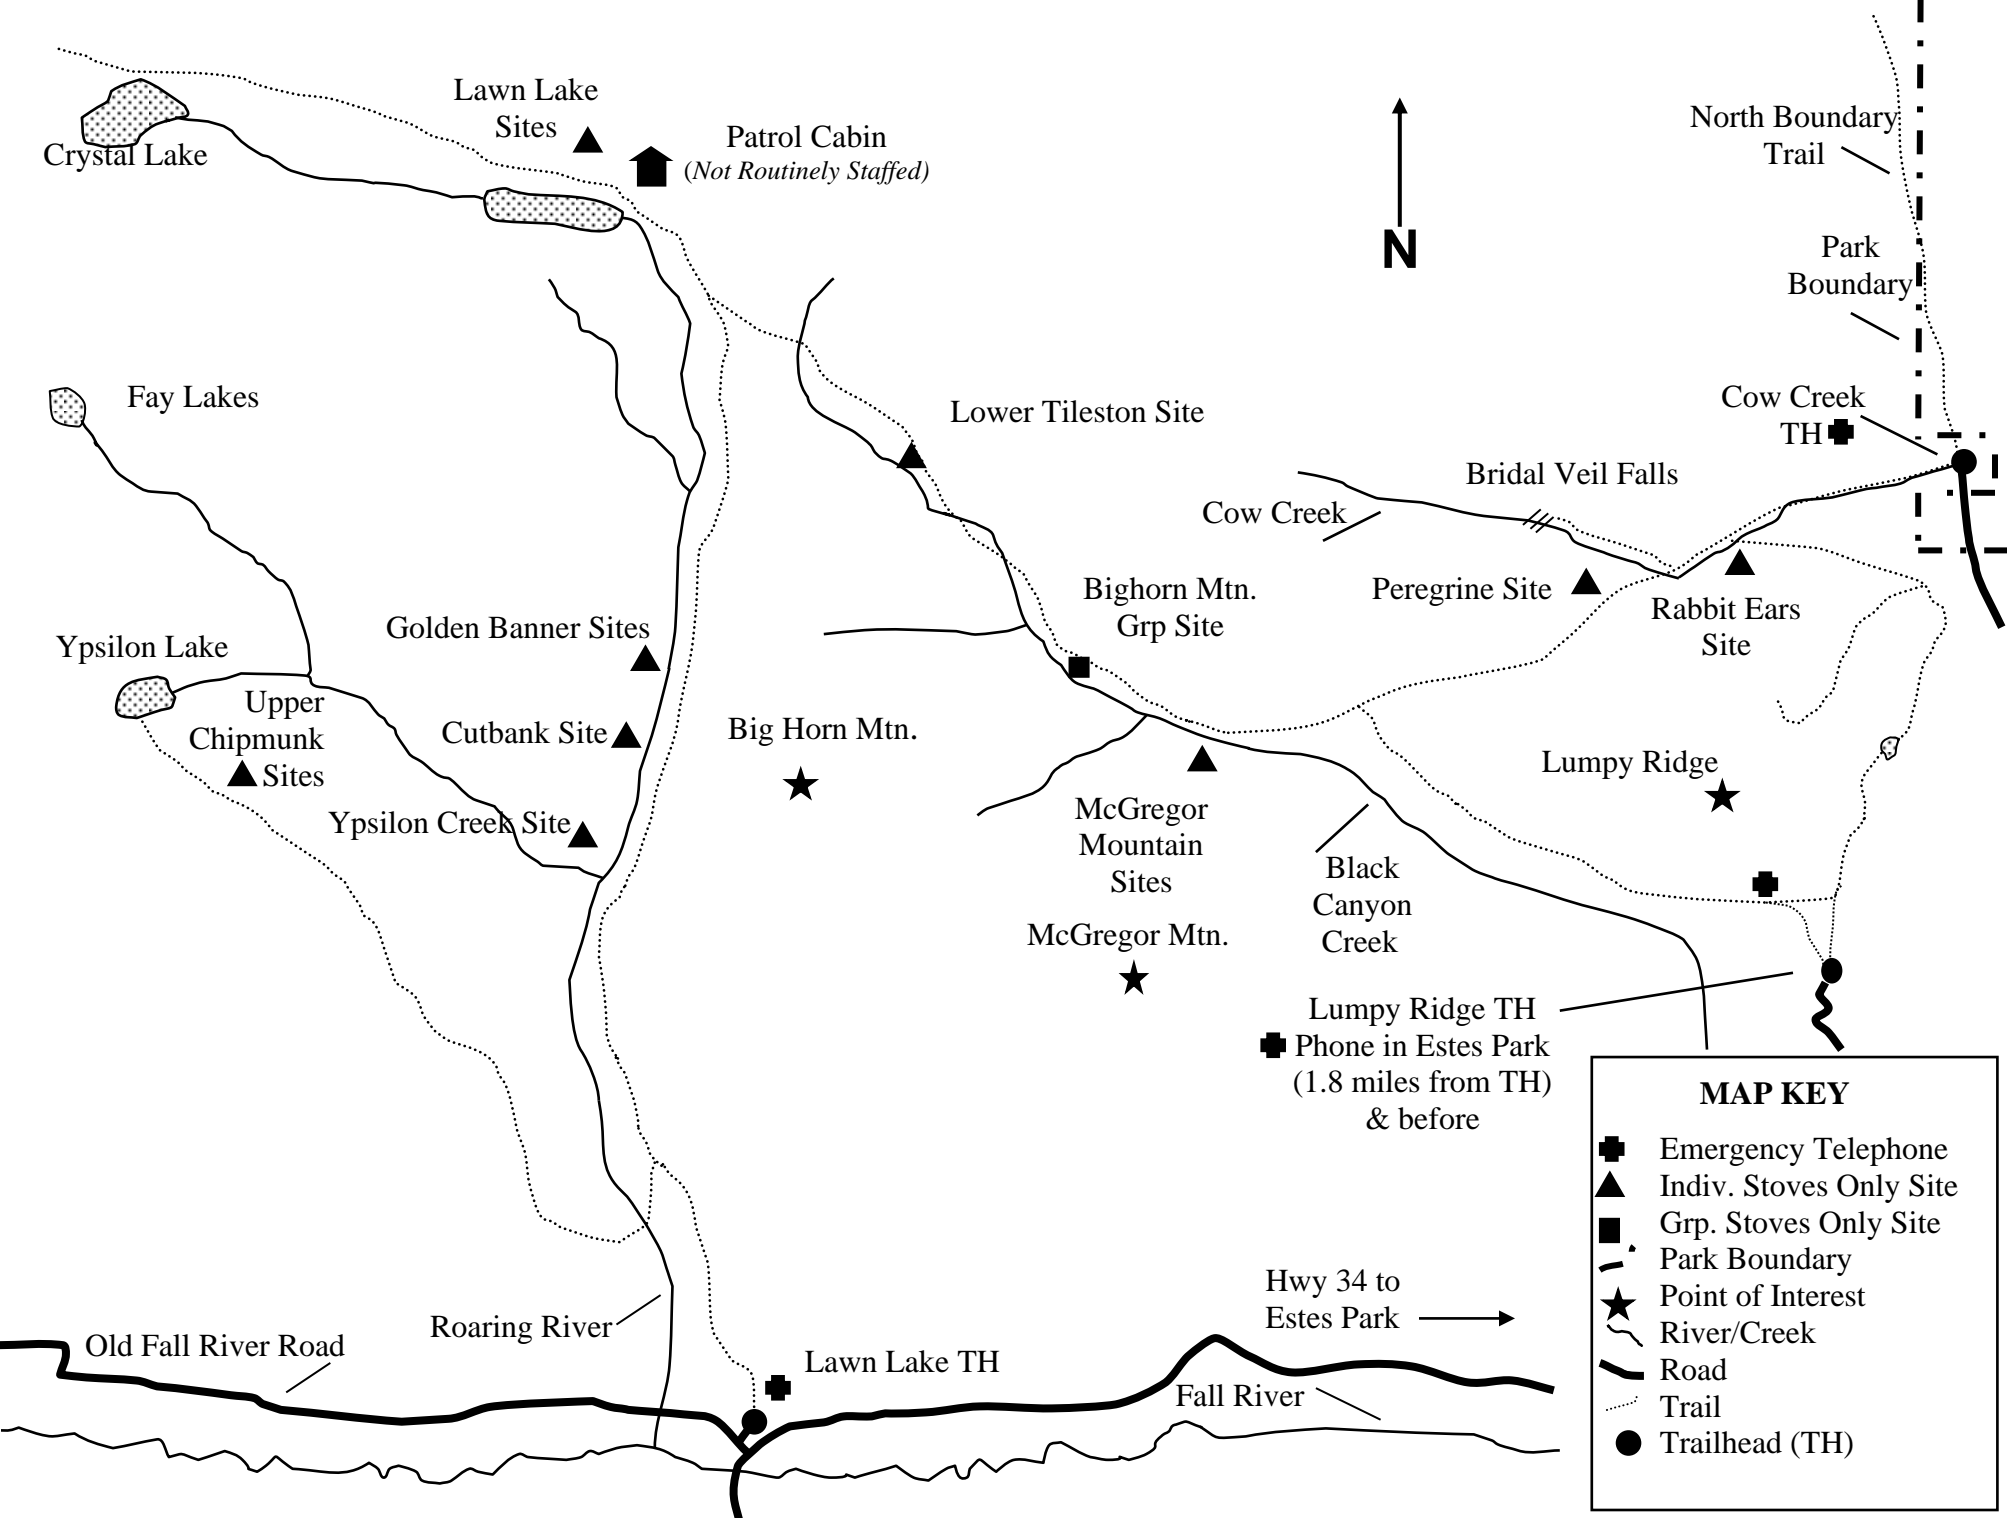 Lawn Lake
Sites
Patrol Cabin
(Not Routinely Staffed)
Crystal Lake
N
North Boundary
Trail
Park
Boundary
Fay Lakes
Lower Tileston Site
Cow Creek
TH
Bridal Veil Falls
Cow Creek
Bighorn Mtn.
Grp Site
Peregrine Site
Rabbit Ears
Site
Golden Banner Sites
Ypsilon Lake
Upper
Chipmunk
Sites
Cutbank Site
Big Horn Mtn.
Ypsilon Creek Site
Lumpy Ridge
McGregor
Mountain
Sites
Black
Canyon
Creek
McGregor Mtn.
Lumpy Ridge TH
Phone in Estes Park
(1.8 miles from TH)
& before
Hwy 34 to
Estes Park
Roaring River
Old Fall River Road
Lawn Lake TH
Fall River
MAP KEY
Emergency Telephone
Indiv. Stoves Only Site
Grp. Stoves Only Site
Park Boundary
Point of Interest
River/Creek
Road
Trail
Trailhead (TH)